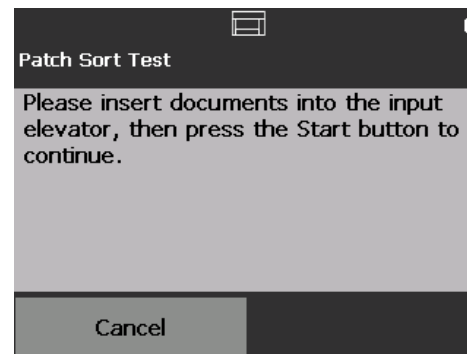 Patch Sort Test
Please insert documents into the input
elevator, then press the Start button to
continue.
Cancel